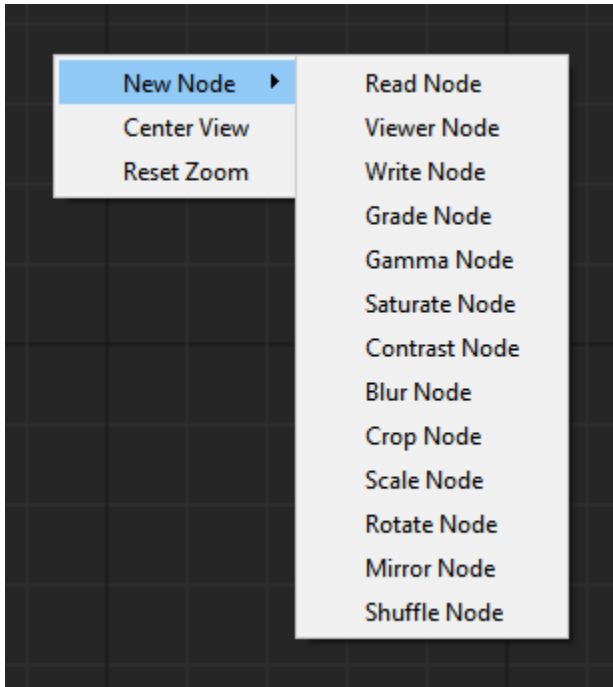 New Node
Center View
Reset Zoom
Read Node
Viewer Node
Write Node
Grade Node
Gamma Node
Saturate Node
Contrast Node
Blur Node
Crop Node
Scale Node
Rotate Node
Mirror Node
Shuffle Node